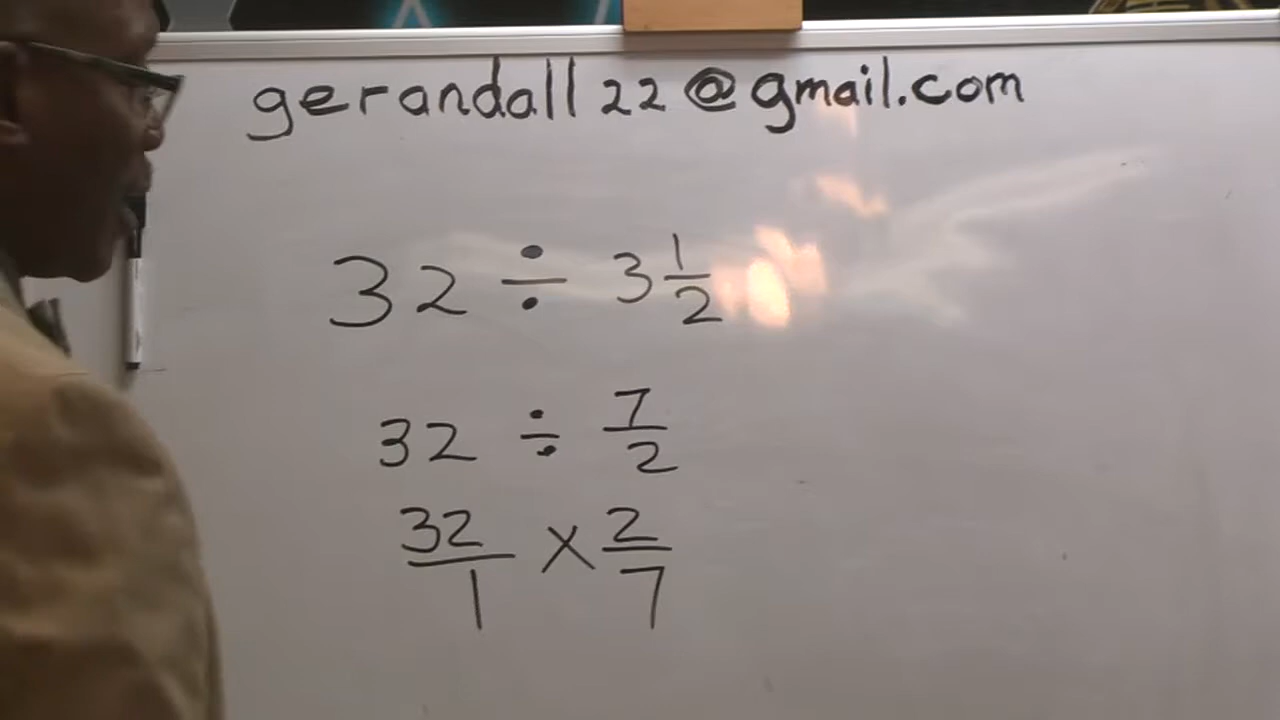 gerandall22@gmail.com
32 ÷ 3 1/2
32 ÷ 7/2
32/1 × 2/7